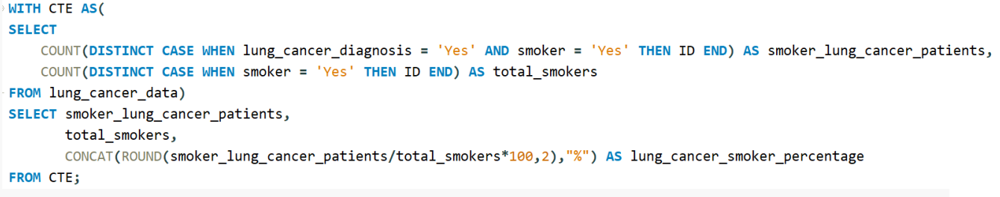 WITH CTE AS(
SELECT
    COUNT(DISTINCT CASE WHEN lung_cancer_diagnosis = 'Yes' AND smoker = 'Yes' THEN ID END) AS smoker_lung_cancer_patients,
    COUNT(DISTINCT CASE WHEN smoker = 'Yes' THEN ID END) AS total_smokers
FROM lung_cancer_data)
SELECT smoker_lung_cancer_patients,
       total_smokers,
       CONCAT(ROUND(smoker_lung_cancer_patients/total_smokers*100,2),"%") AS lung_cancer_smoker_percentage
FROM CTE;